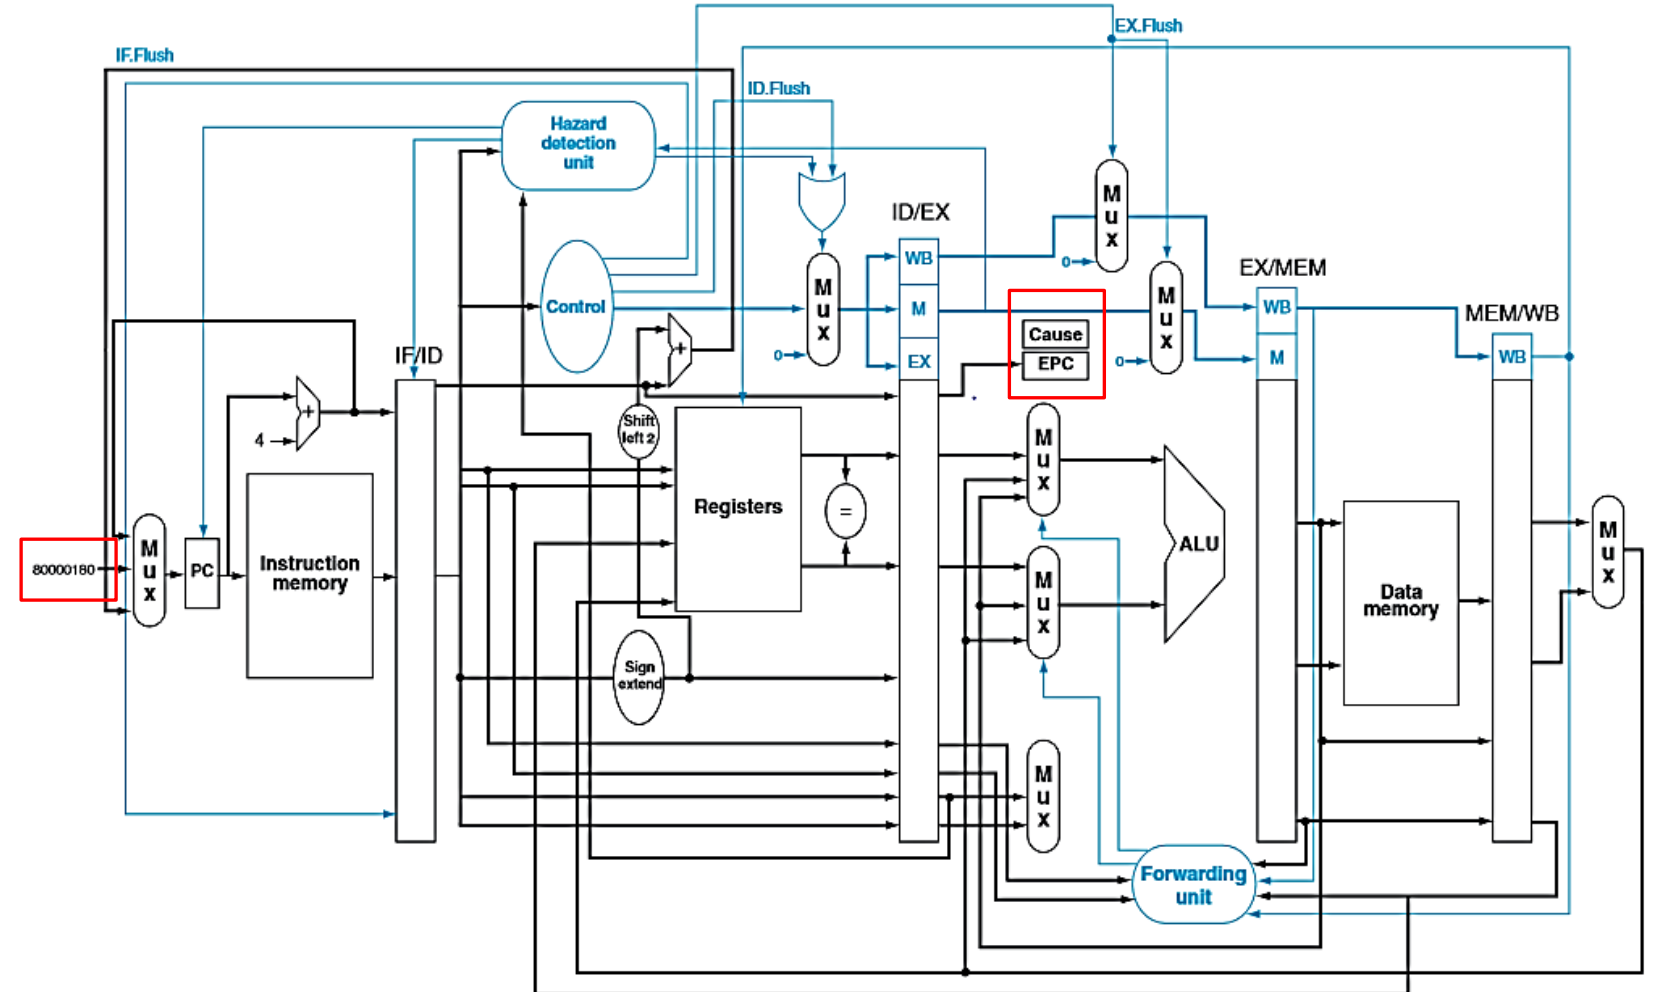 EX.Flush
IF.Flush
ID.Flush
Hazard
detection
unit
M
u
x
ID/EX
WB
0
EX/MEM
Control
M
u
x
M
M
u
x
WB
MEM/WB
Cause
IF/ID
+
0
EX
EPC
0
M
WB
+
4
Shift
left 2
M
u
x
Registers
=
M
u
x
80000180
PC
Instruction
memory
ALU
M
u
x
M
u
x
Data
memory
Sign
extend
M
u
x
Forwarding
unit